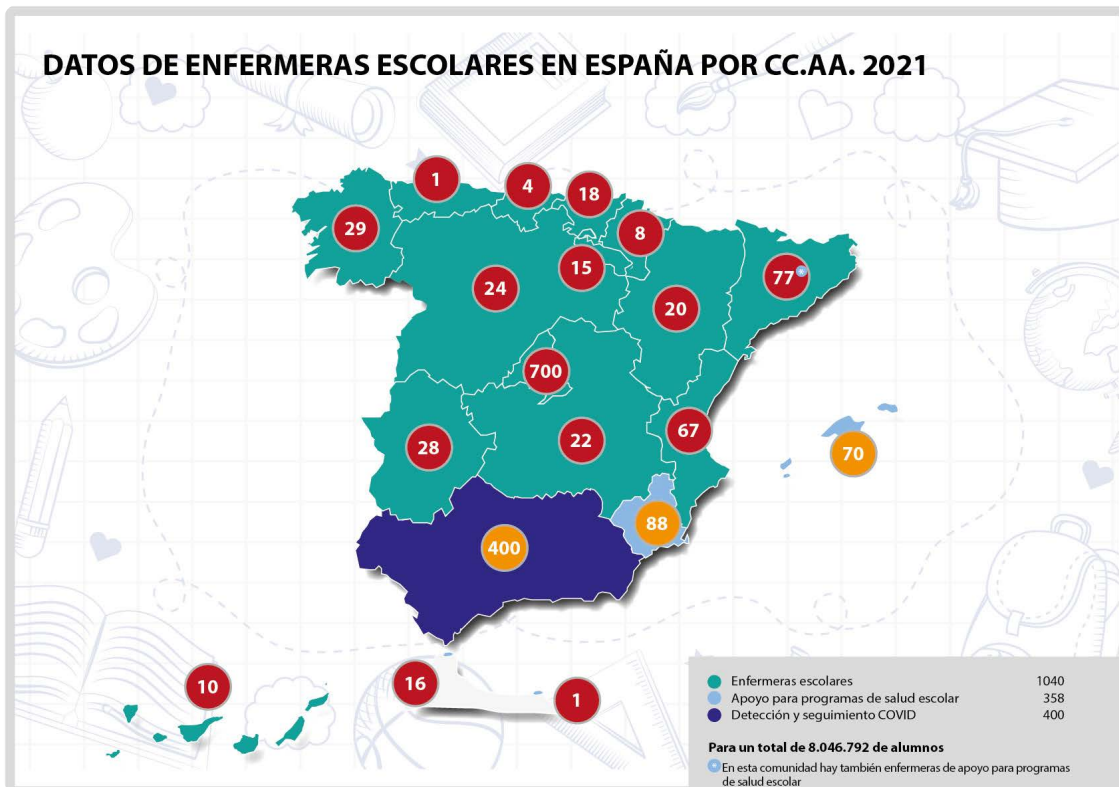 DATOS DE ENFERMERAS ESCOLARES EN ESPAÑA POR CC.AA. 2021
1
4
18
29
8
15
77
24
20
700
67
28
22
70
88
400
10
16
1
Enfermeras escolares 1040
Apoyo para programas de salud escolar 358
Detección y seguimiento COVID 400
Para un total de 8.046.792 de alumnos
En esta comunidad hay también enfermeras de apoyo para programas
de salud escolar